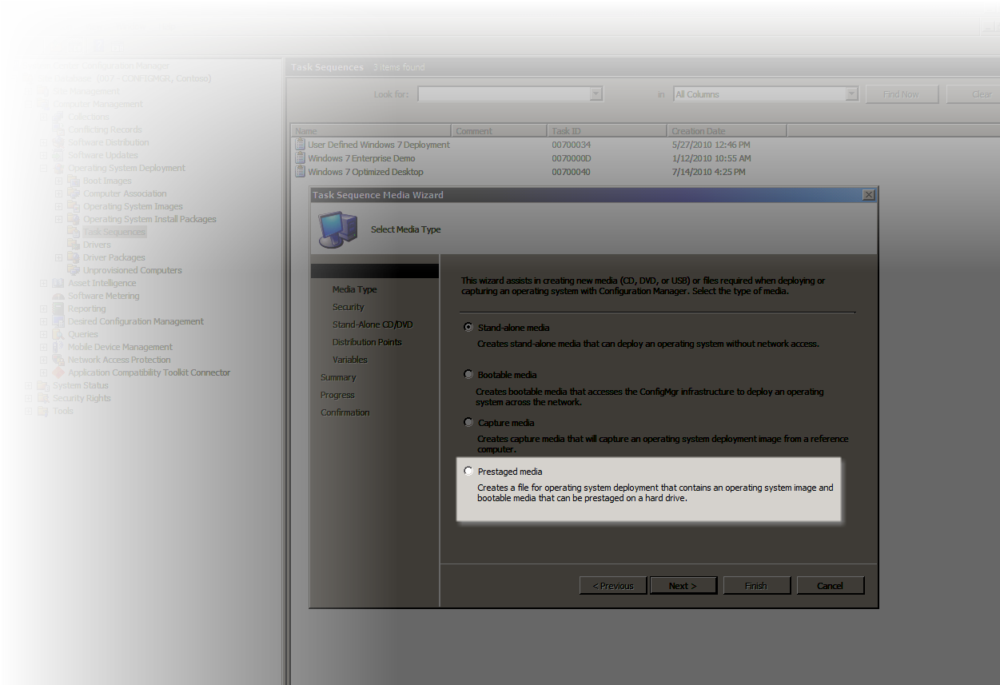 Center Configuration Manager
Task Sequences 3 items found
(007 - CONFIGMGR, Contoso)
Site Management
Computer Management
Look for:
in
All Columns
Find Now
Clear
Collections
Conflicting Records
Software Distribution
Software Updates
Operating System Deployment
Boot Images
Computer Association
Operating System Images
Operating System Install Packages
Task Sequences
Drivers
Driver Packages
Unprovisioned Computers
Asset Intelligence
Software Metering
Reporting
Desired Configuration Management
Queries
Mobile Device Management
Network Access Protection
Application Compatibility Toolkit Connector
System Status
Security Rights
Tools
Name Comment Task ID Creation Date
User Defined Windows 7 Deployment 00700034 5/27/2010 12:46 PM
Windows 7 Enterprise Demo 0070000D 1/12/2010 10:55 AM
Windows 7 Optimized Desktop 00700040 7/14/2010 4:25 PM
Task Sequence Media Wizard
Select Media Type
Media Type
Security
Stand-Alone CD/DVD
Distribution Points
Variables
Summary
Progress
Confirmation
This wizard assists in creating new media (CD, DVD, or USB) or files required when deploying or
capturing an operating system with Configuration Manager. Select the type of media.
Stand-alone media
Creates stand-alone media that can deploy an operating system without network access.
Bootable media
Creates bootable media that accesses the ConfigMgr infrastructure to deploy an operating
system across the network.
Capture media
Creates capture media that will capture an operating system deployment image from a reference
computer.
Prestaged media
Creates a file for operating system deployment that contains an operating system image and
bootable media that can be prestaged on a hard drive.
< Previous
Next >
Finish
Cancel